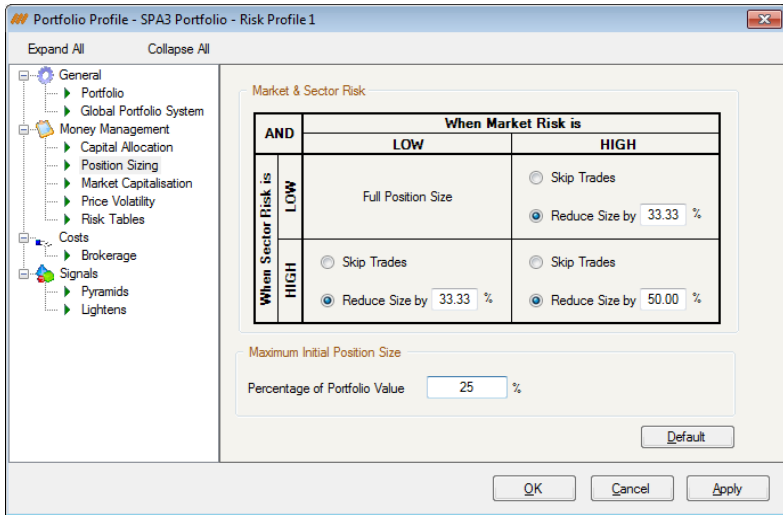 Portfolio Profile - SPA3 Portfolio - Risk Profile 1
Expand All Collapse All
General
Portfolio
Global Portfolio System
Money Management
Capital Allocation
Position Sizing
Market Capitalisation
Price Volatility
Risk Tables
Costs
Brokerage
Signals
Pyramids
Lightens
Market & Sector Risk
AND
When Market Risk is
LOW HIGH
When Sector Risk is
LOW
Full Position Size
Skip Trades
Reduce Size by 33.33 %
HIGH
Skip Trades
Reduce Size by 33.33 %
Skip Trades
Reduce Size by 50.00 %
Maximum Initial Position Size
Percentage of Portfolio Value 25 %
Default
OK Cancel Apply